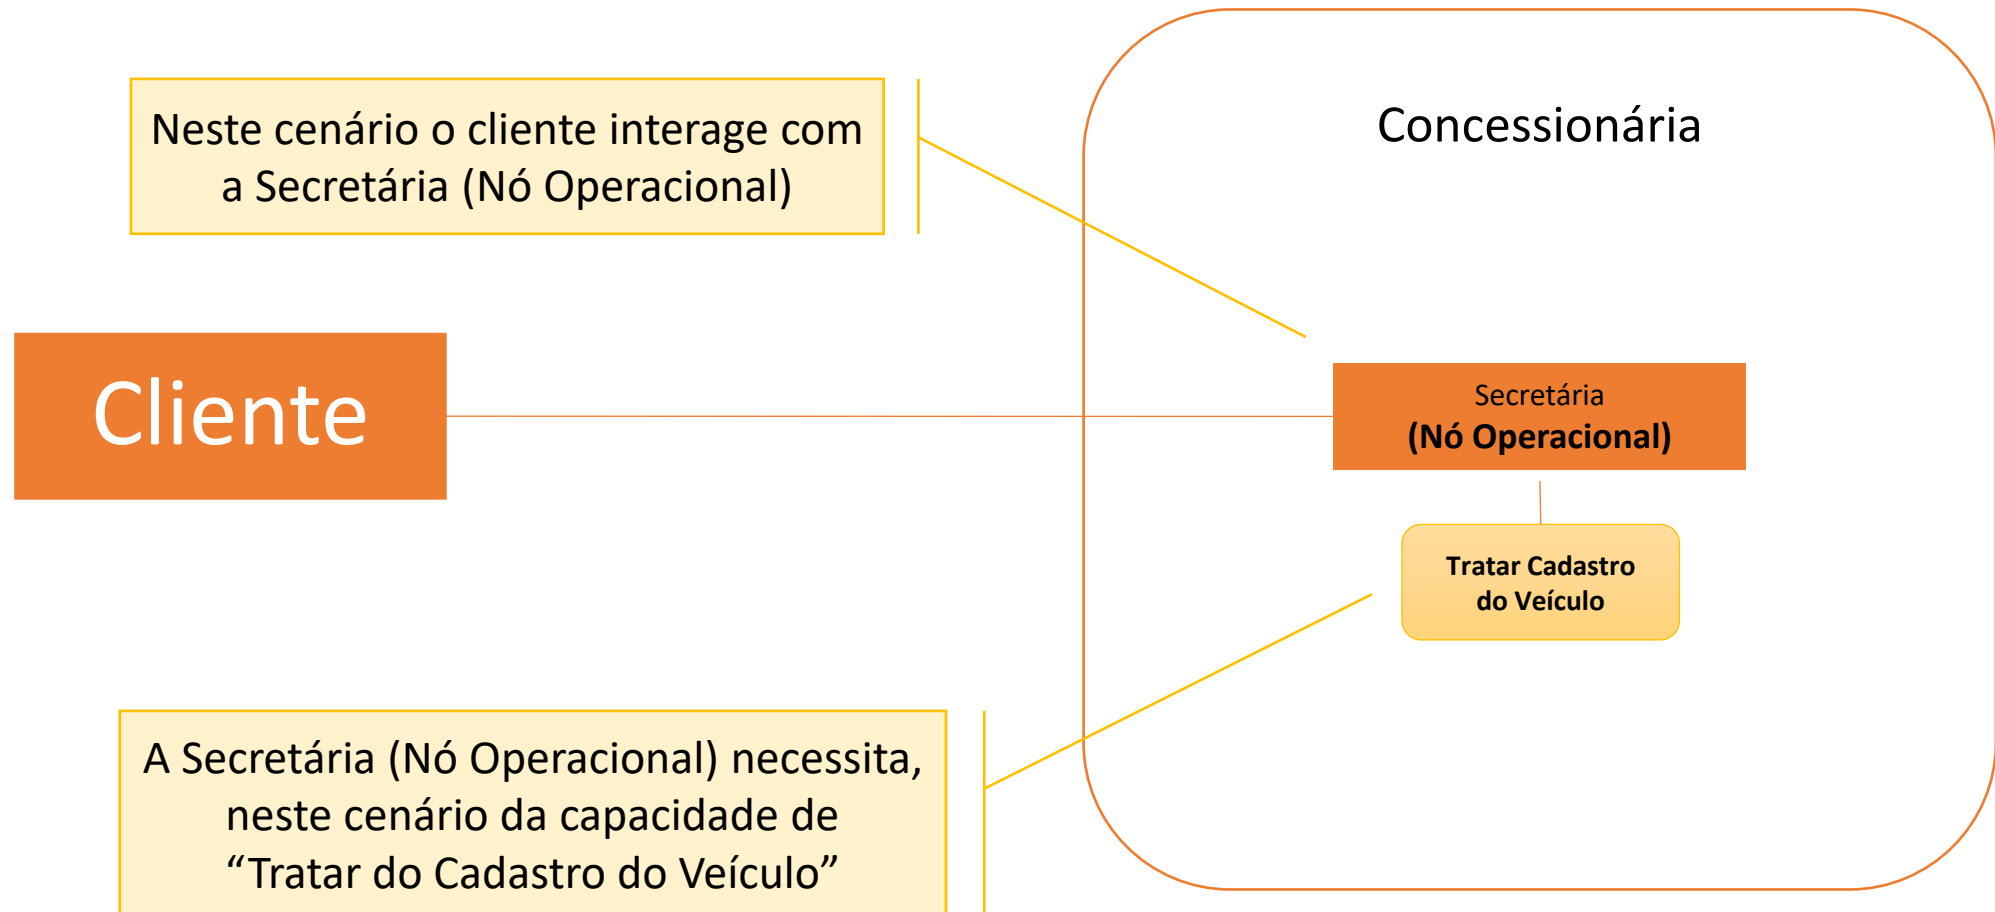 Neste cenário o cliente interage com
a Secretária (Nó Operacional)
Concessionária
Cliente
Secretária
(Nó Operacional)
Tratar Cadastro
do Veículo
A Secretária (Nó Operacional) necessita,
neste cenário da capacidade de
“Tratar do Cadastro do Veículo”